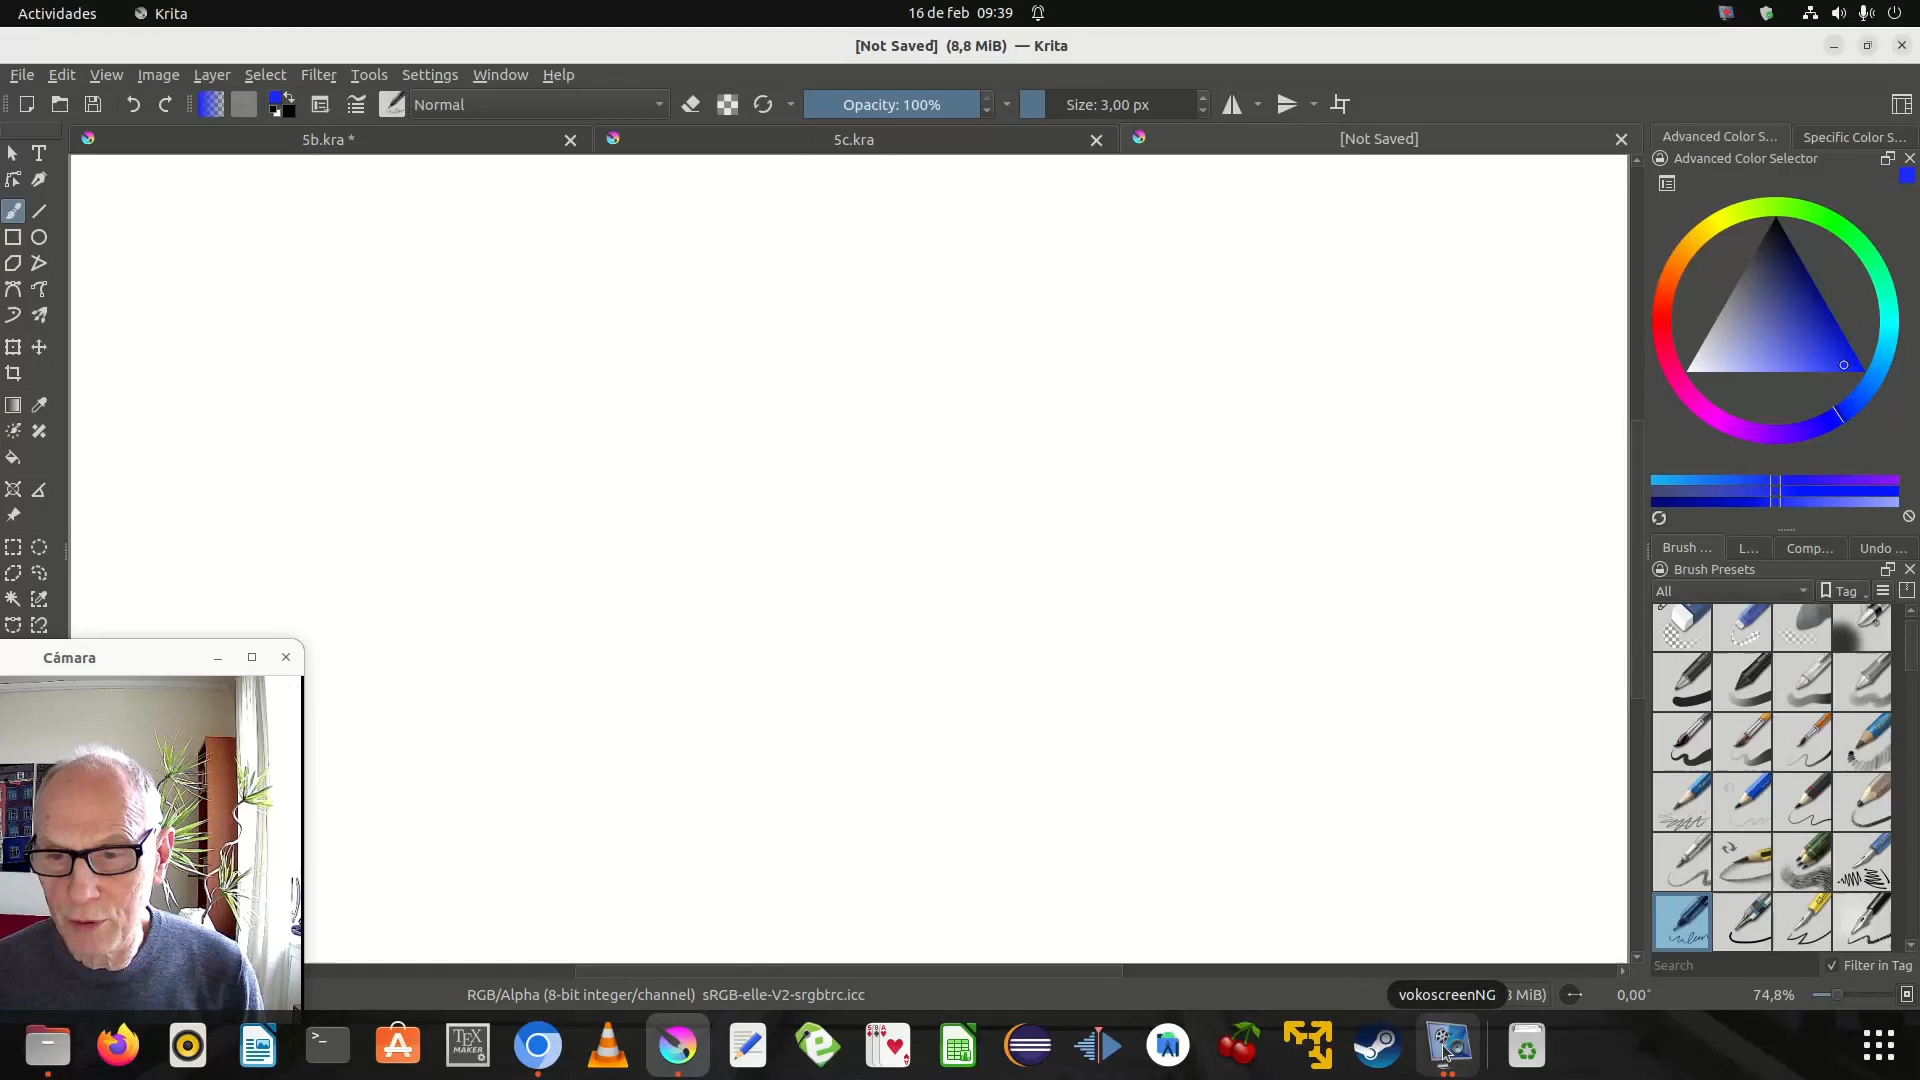 Actividades Krita 16 de feb 09:39
[Not Saved] (8,8 MiB) — Krita
File Edit View Image Layer Select Filter Tools Settings Window Help
Normal Opacity: 100% Size: 3,00 px
5b.kra * 5c.kra [Not Saved] Advanced Color S... Specific Color S...
Advanced Color Selector
Brush ... L... Comp... Undo ...
Brush Presets
All Tag
Cámara
Search Filter in Tag
RGB/Alpha (8-bit integer/channel) sRGB-elle-V2-srgbtrc.icc vokoscreenNG MiB) 0,00° 74,8%
TEX
MAKER